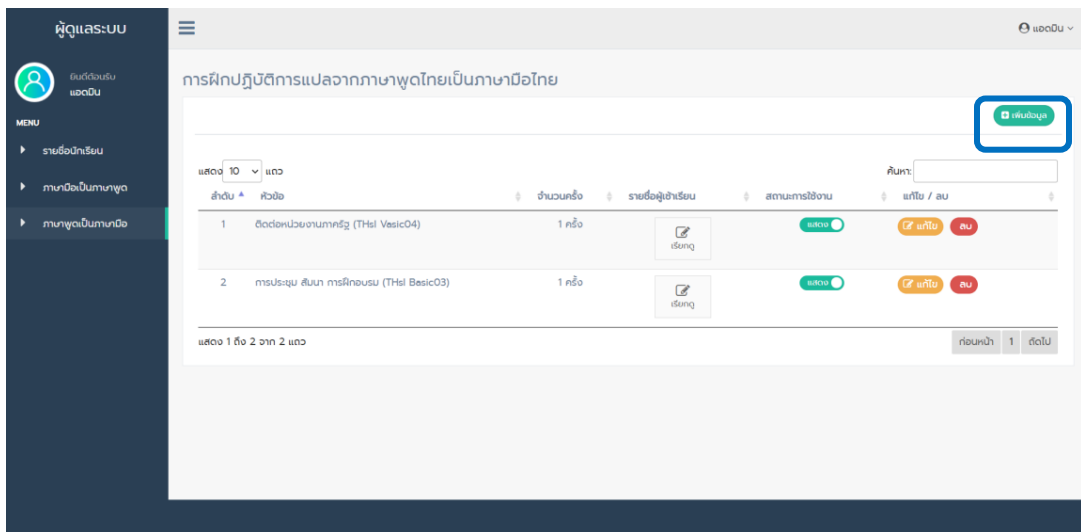 ผู้ดูแลระบบ
แอดมิน
ยินดีต้อนรับ
แอดมิน
MENU
รายชื่อนักเรียน
ภาษามือเป็นภาษาพูด
ภาษาพูดเป็นภาษามือ
การฝึกปฏิบัติการแปลจากภาษาพูดไทยเป็นภาษามือไทย
เพิ่มข้อมูล
แสดง 10 แถว
ค้นหา:
ลำดับ หัวข้อ จำนวนครั้ง รายชื่อผู้เข้าเรียน สถานะการใช้งาน แก้ไข / ลบ
1 ติดต่อหน่วยงานภาครัฐ (THsl Vasic04) 1 ครั้ง เรียกดู แสดง แก้ไข ลบ
2 การประชุม สัมนา การฝึกอบรม (THsl Basic03) 1 ครั้ง เรียกดู แสดง แก้ไข ลบ
แสดง 1 ถึง 2 จาก 2 แถว
ก่อนหน้า 1 ถัดไป